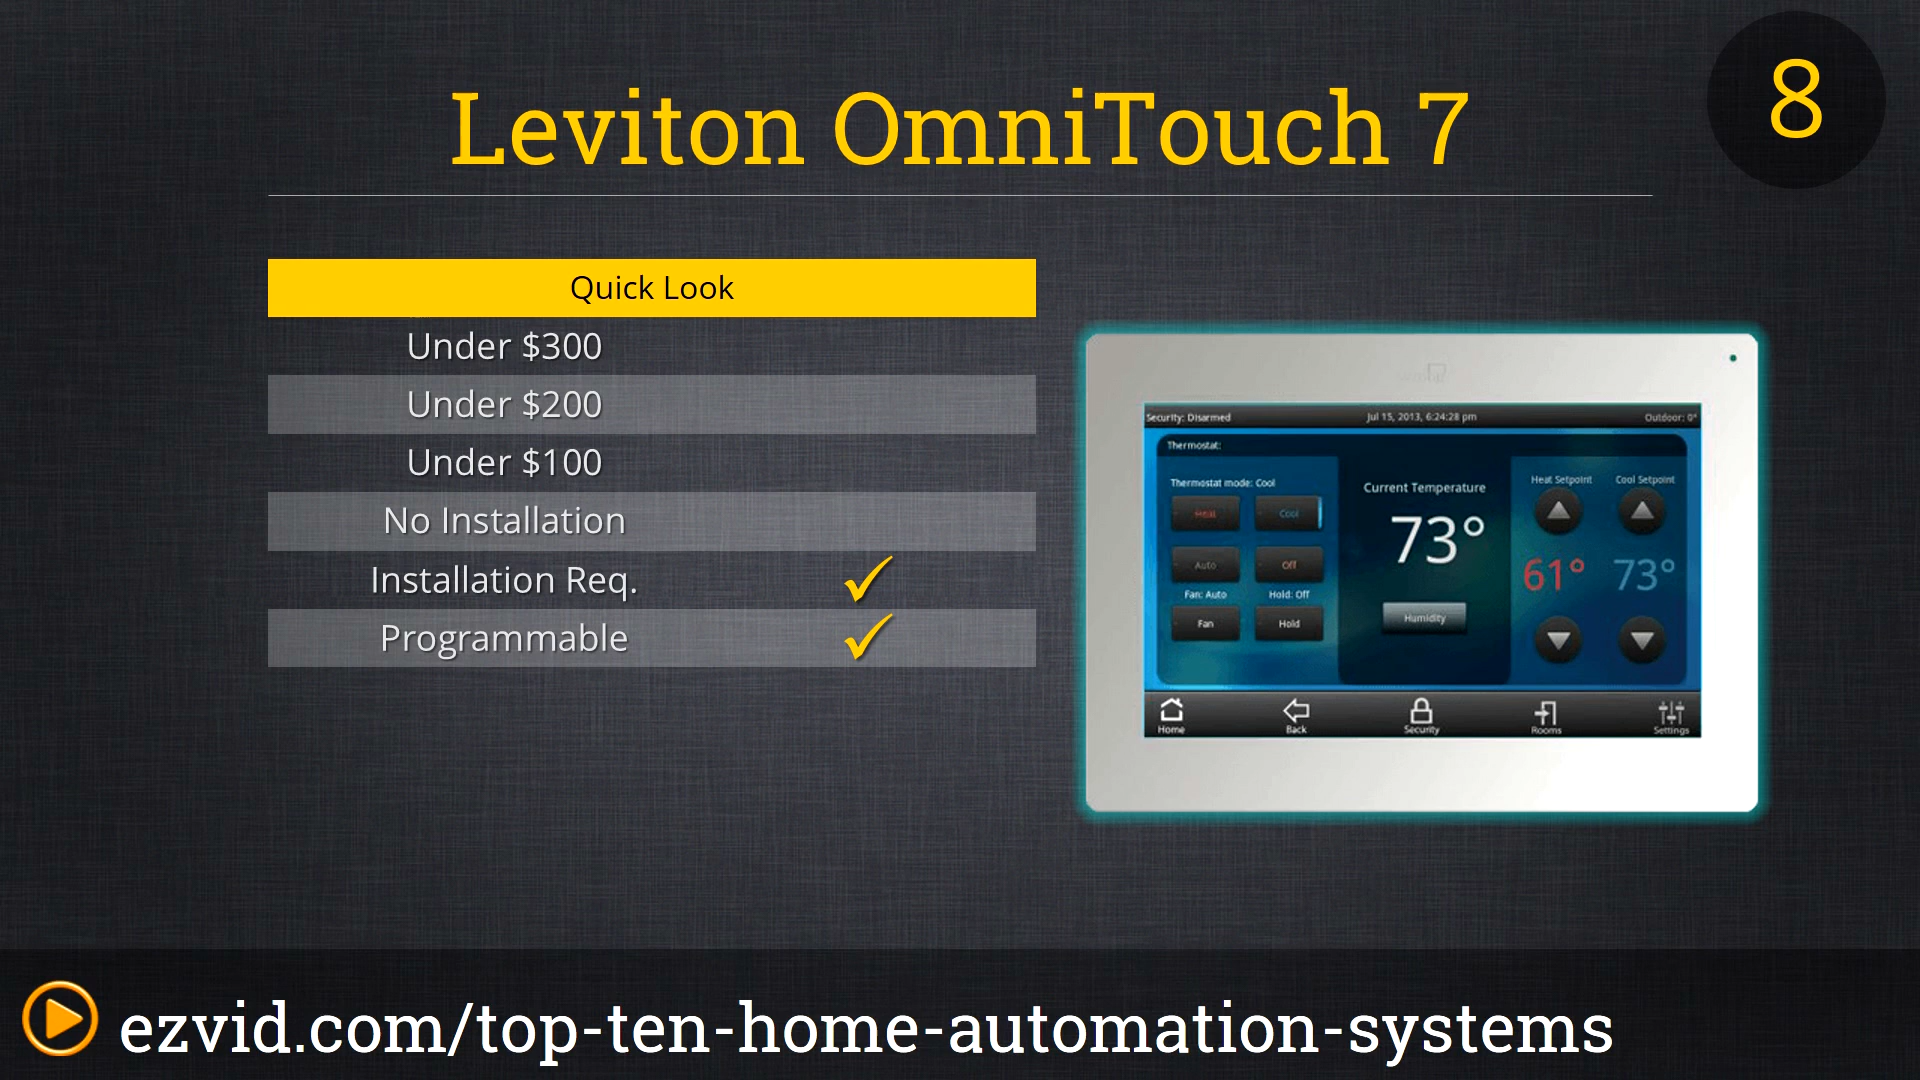 Leviton OmniTouch 7
8
Quick Look
Under $300
Under $200
Under $100
No Installation
Installation Req.
Programmable
Security: Disarmed
Jul 15, 2013, 6:24:28 pm
Outdoor: 0°
Thermostat:
Thermostat mode: Cool
Heat
Cool
Auto
Off
Fan: Auto
Hold: Off
Fan
Hold
Current Temperature
73°
Humidity
Heat Setpoint
Cool Setpoint
61°
73°
Home
Back
Security
Rooms
Settings
ezvid.com/top-ten-home-automation-systems